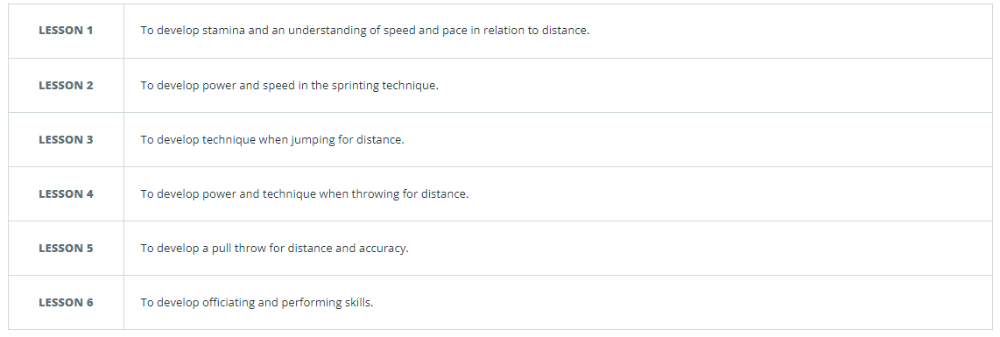 LESSON 1 To develop stamina and an understanding of speed and pace in relation to distance.
LESSON 2 To develop power and speed in the sprinting technique.
LESSON 3 To develop technique when jumping for distance.
LESSON 4 To develop power and technique when throwing for distance.
LESSON 5 To develop a pull throw for distance and accuracy.
LESSON 6 To develop officiating and performing skills.